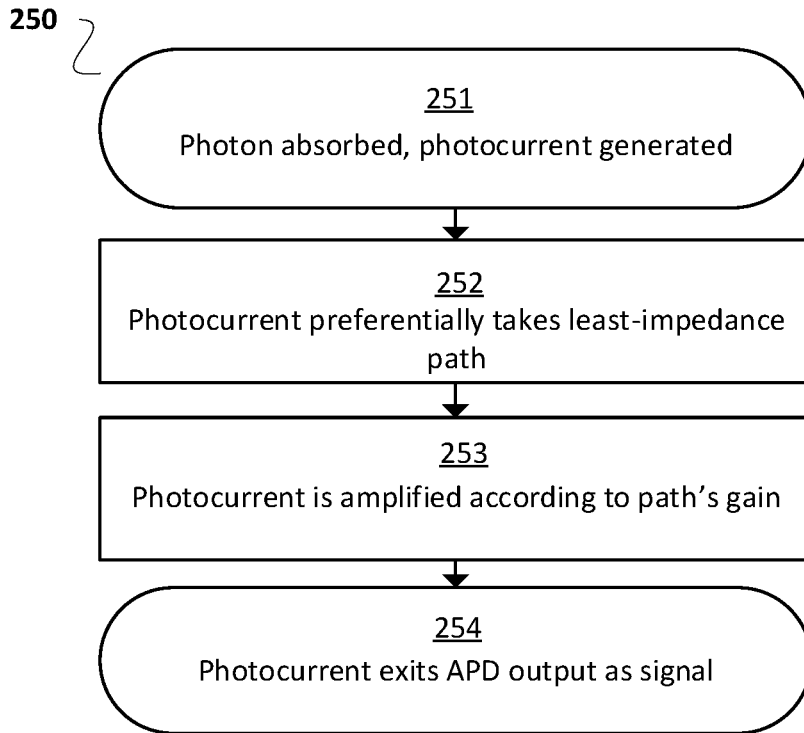 250
251
Photon absorbed, photocurrent generated
252
Photocurrent preferentially takes least-impedance
path
253
Photocurrent is amplified according to path’s gain
254
Photocurrent exits APD output as signal